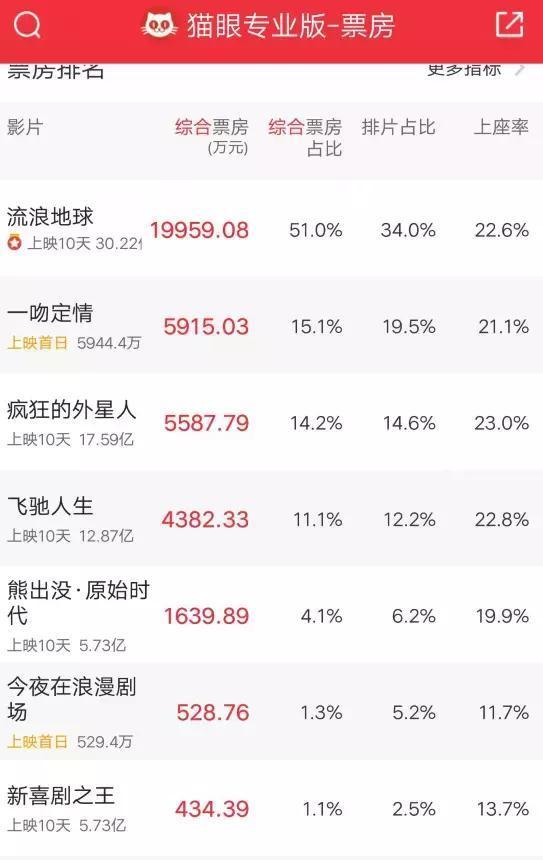 猫眼专业版-票房
票房排名 更多指标
影片 综合票房 综合票房 排片占比 上座率
(万元) 占比
流浪地球 19959.08 51.0% 34.0% 22.6%
上映10天 30.22亿
一吻定情 5915.03 15.1% 19.5% 21.1%
上映首日 5944.4万
疯狂的外星人 5587.79 14.2% 14.6% 23.0%
上映10天 17.59亿
飞驰人生 4382.33 11.1% 12.2% 22.8%
上映10天 12.87亿
熊出没·原始时
代 1639.89 4.1% 6.2% 19.9%
上映10天 5.73亿
今夜在浪漫剧
场 528.76 1.3% 5.2% 11.7%
上映首日 529.4万
新喜剧之王 434.39 1.1% 2.5% 13.7%
上映10天 5.73亿